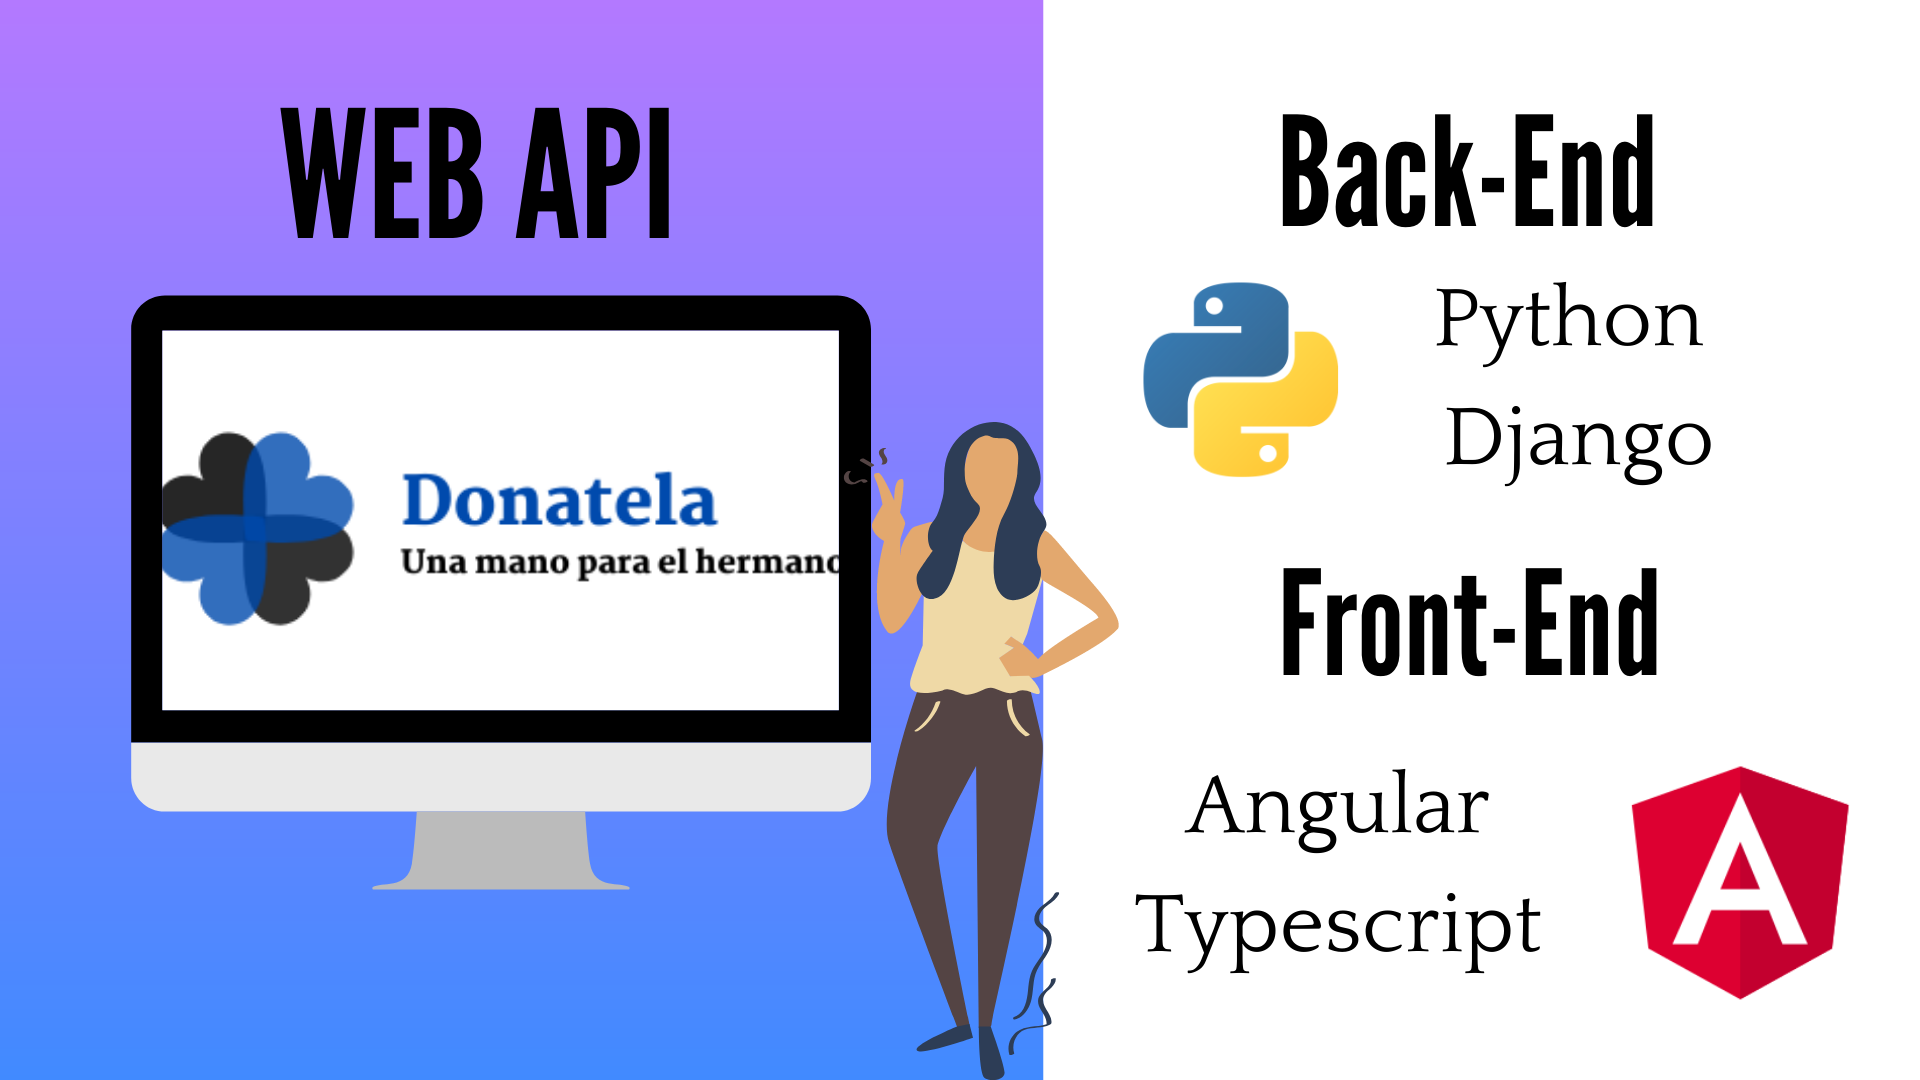 WEB API
Donatela
Una mano para el hermano
Back-End
Python
Django
Front-End
Angular
Typescript